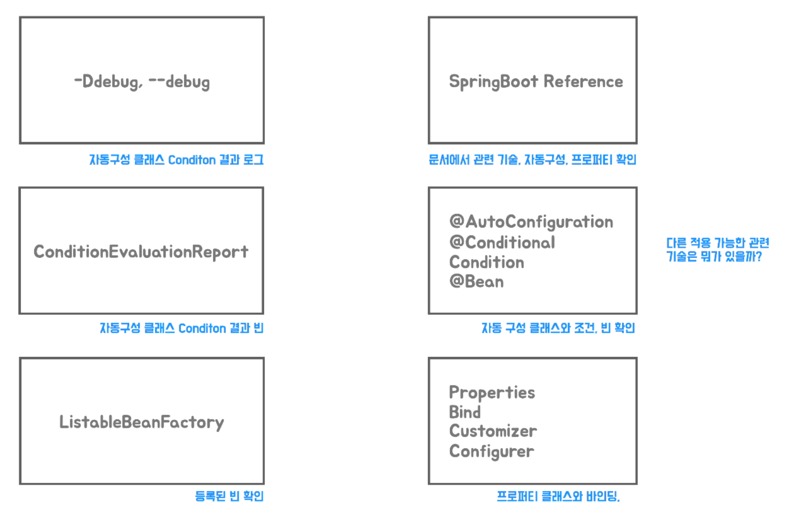 -Ddebug, --debug
자동구성 클래스 Conditon 결과 로그
SpringBoot Reference
문서에서 관련 기술, 자동구성, 프로퍼티 확인
ConditionEvaluationReport
자동구성 클래스 Conditon 결과 빈
@AutoConfiguration
@Conditional
Condition
@Bean
자동 구성 클래스와 조건, 빈 확인
다른 적용 가능한 관련
기술은 뭐가 있을까?
ListableBeanFactory
등록된 빈 확인
Properties
Bind
Customizer
Configurer
프로퍼티 클래스와 바인딩,